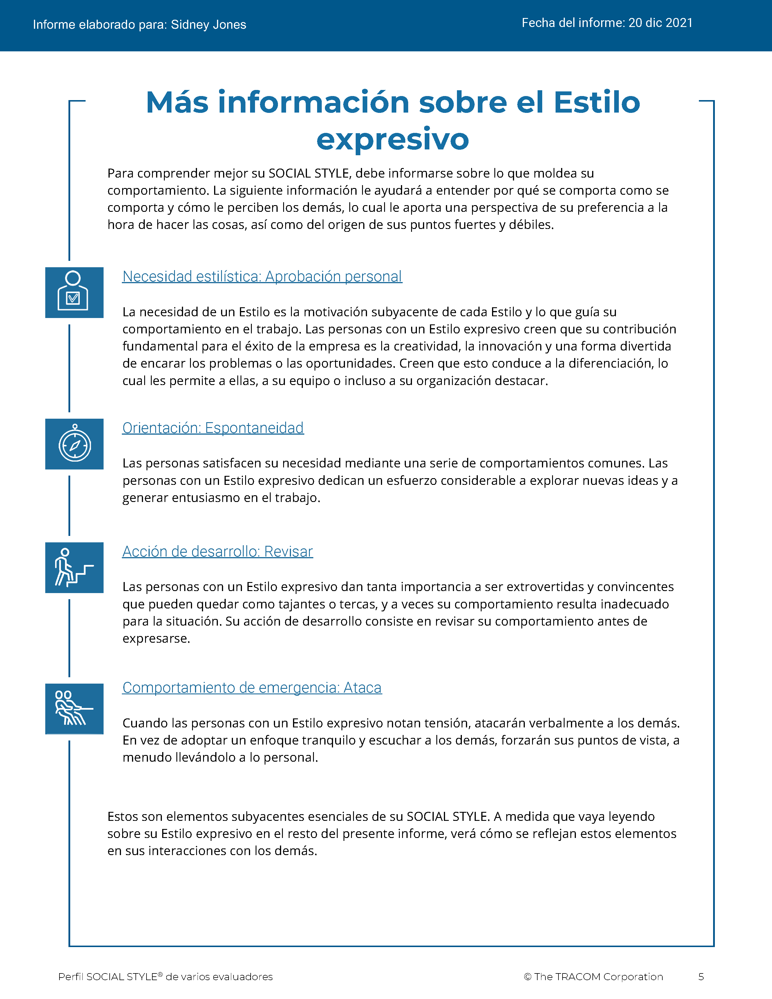 Informe elaborado para: Sidney Jones
Fecha del informe: 20 dic 2021
Más información sobre el Estilo
expresivo
Para comprender mejor su SOCIAL STYLE, debe informarse sobre lo que moldea su
comportamiento. La siguiente información le ayudará a entender por qué se comporta como se
comporta y cómo le perciben los demás, lo cual le aporta una perspectiva de su preferencia a la
hora de hacer las cosas, así como del origen de sus puntos fuertes y débiles.
Necesidad estilística: Aprobación personal
La necesidad de un Estilo es la motivación subyacente de cada Estilo y lo que guía su
comportamiento en el trabajo. Las personas con un Estilo expresivo creen que su contribución
fundamental para el éxito de la empresa es la creatividad, la innovación y una forma divertida
de encarar los problemas o las oportunidades. Creen que esto conduce a la diferenciación, lo
cual les permite a ellas, a su equipo o incluso a su organización destacar.
Orientación: Espontaneidad
Las personas satisfacen su necesidad mediante una serie de comportamientos comunes. Las
personas con un Estilo expresivo dedican un esfuerzo considerable a explorar nuevas ideas y a
generar entusiasmo en el trabajo.
Acción de desarrollo: Revisar
Las personas con un Estilo expresivo dan tanta importancia a ser extrovertidas y convincentes
que pueden quedar como tajantes o tercas, y a veces su comportamiento resulta inadecuado
para la situación. Su acción de desarrollo consiste en revisar su comportamiento antes de
expresarse.
Comportamiento de emergencia: Ataca
Cuando las personas con un Estilo expresivo notan tensión, atacarán verbalmente a los demás.
En vez de adoptar un enfoque tranquilo y escuchar a los demás, forzarán sus puntos de vista, a
menudo llevándolo a lo personal.
Estos son elementos subyacentes esenciales de su SOCIAL STYLE. A medida que vaya leyendo
sobre su Estilo expresivo en el resto del presente informe, verá cómo se reflejan estos elementos
en sus interacciones con los demás.
Perfil SOCIAL STYLE® de varios evaluadores
© The TRACOM Corporation
5